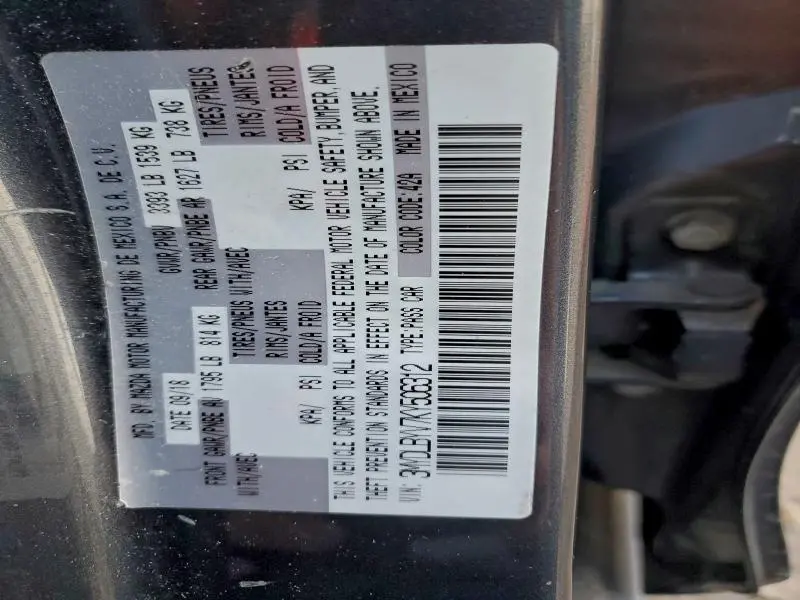 MFD. BY MAZDA MOTOR MANUFACTURING DE MEXICO S.A. DE C.V.
DATE 09/18 GVWR/PNBV 3393 LB 1539 KG
FRONT GAWR/PNBE AV 1795 LB 814 KG REAR GAWR/PNBE AR 1627 LB 738 KG
WITH/AVEC TIRES/PNEUS WITH/AVEC TIRES/PNEUS
RIMS/JANTES RIMS/JANTES
KPA/ PSI COLD/A FROID KPA/ PSI COLD/A FROID
THIS VEHICLE CONFORMS TO ALL APPLICABLE FEDERAL MOTOR VEHICLE SAFETY, BUMPER, AND
THEFT PREVENTION STANDARDS IN EFFECT ON THE DATE OF MANUFACTURE SHOWN ABOVE.
VIN: 3MYDLBYV7KY506312 TYPE:PASS CAR COLOR CODE:42A MADE IN MEXICO